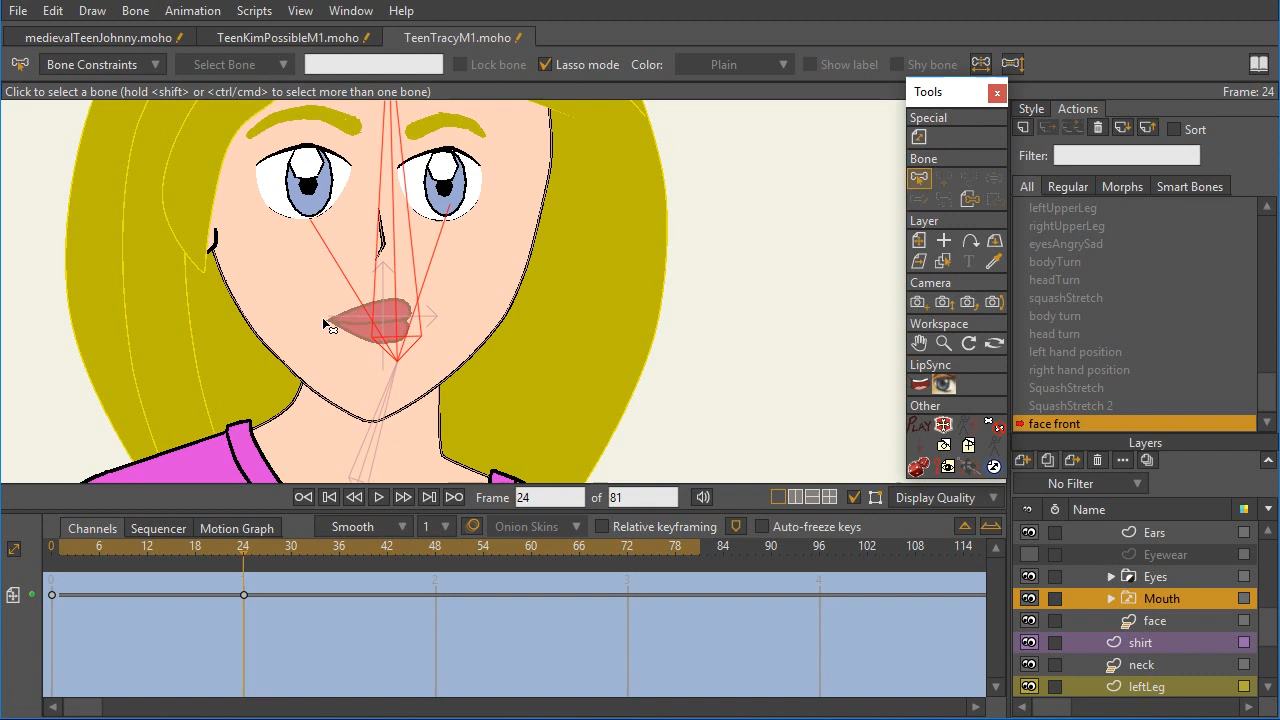 File Edit Draw Bone Animation Scripts View Window Help
medievalTeenJohnny.moho TeenKimPossibleM1.moho TeenTracyM1.moho
Bone Constraints Select Bone Lock bone Lasso mode Color: Plain Show label Shy bone
Click to select a bone (hold <shift> or <ctrl/cmd> to select more than one bone) Frame: 24
Tools x
Special
Bone
Layer
T
Camera
Workspace
LipSync
Other
PLAY
Style Actions
Sort
Filter:
All Regular Morphs Smart Bones
leftUpperLeg
rightUpperLeg
eyesAngrySad
bodyTurn
headTurn
squashStretch
body turn
head turn
left hand position
right hand position
SquashStretch
SquashStretch 2
face front
Layers
No Filter
Name
Ears
Eyewear
Eyes
Mouth
face
shirt
neck
leftLeg
Frame 24 of 81 Display Quality
Channels Sequencer Motion Graph Smooth 1 Onion Skins Relative keyframing Auto-freeze keys
0 6 12 18 24 30 36 42 48 54 60 66 72 78 84 90 96 102 108 114
0 1 2 3 4